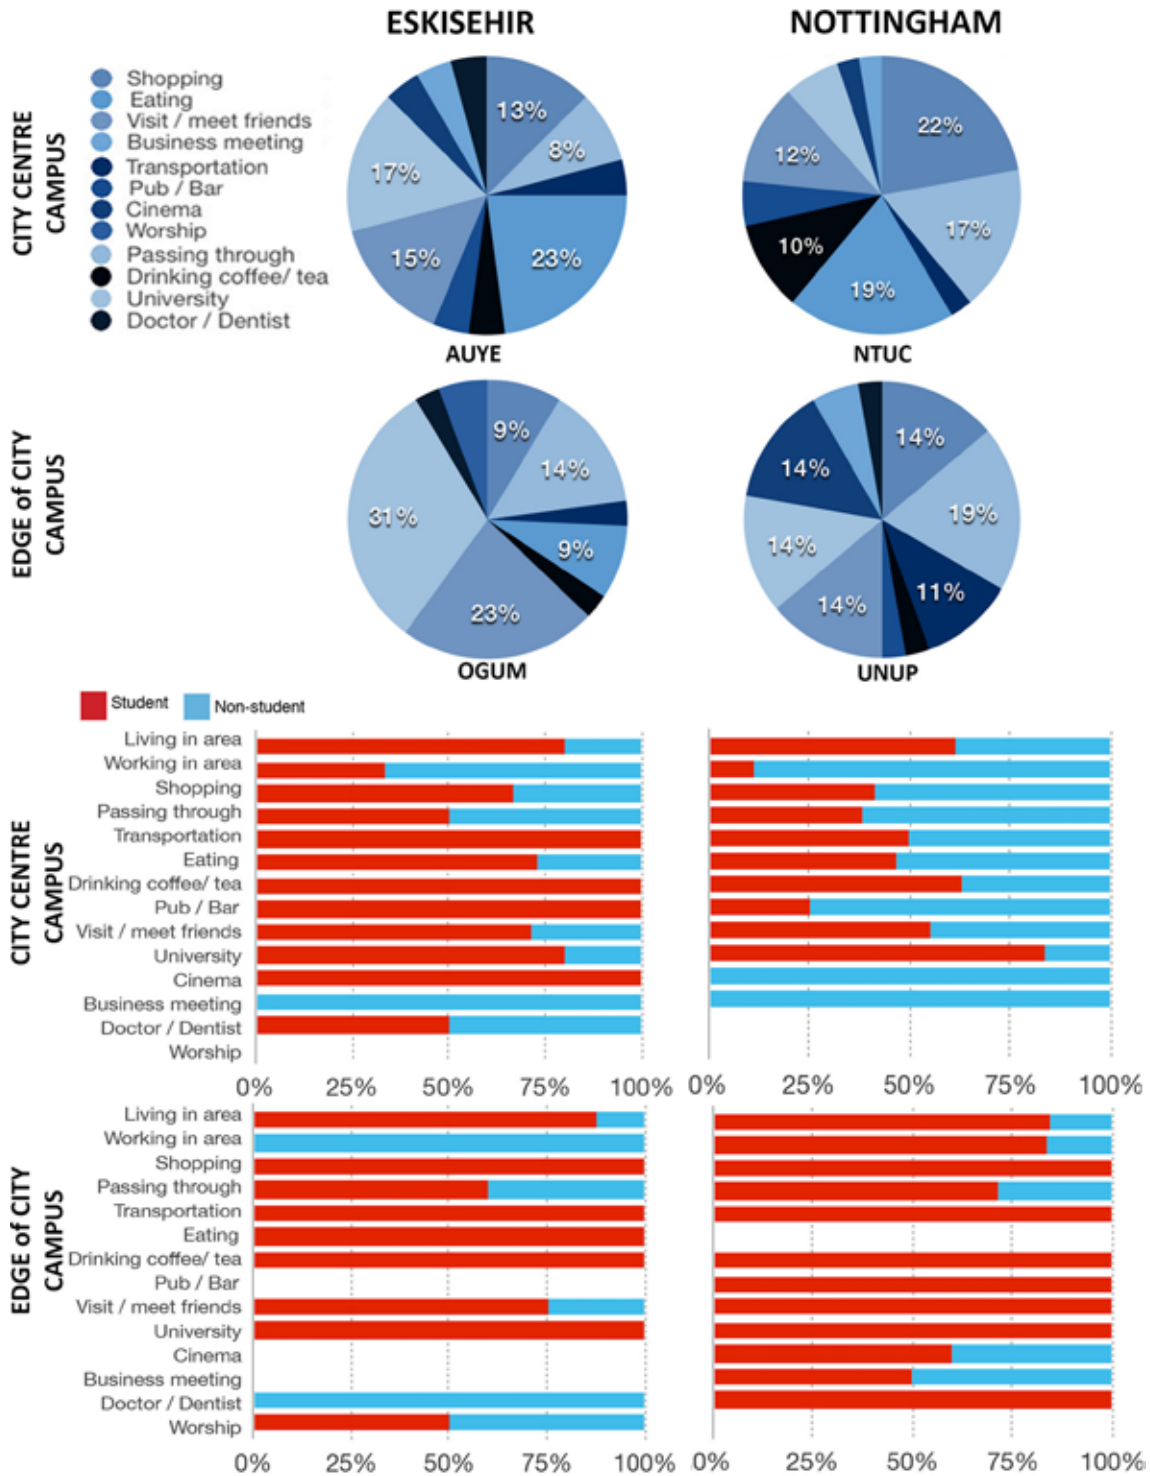 ESKISEHIR
NOTTINGHAM
CITY CENTRE
CAMPUS
Shopping
Eating
Visit / meet friends
Business meeting
Transportation
Pub / Bar
Cinema
Worship
Passing through
Drinking coffee/ tea
University
Doctor / Dentist
13%
8%
23%
15%
17%
AUYE
22%
17%
19%
10%
12%
NTUC
EDGE of CITY
CAMPUS
9%
14%
9%
23%
31%
OGUM
14%
19%
11%
14%
14%
14%
UNUP
Student
Non-student
CITY CENTRE
CAMPUS
Living in area
Working in area
Shopping
Passing through
Transportation
Eating
Drinking coffee/ tea
Pub / Bar
Visit / meet friends
University
Cinema
Business meeting
Doctor / Dentist
Worship
0% 25% 50% 75% 100%
0% 25% 50% 75% 100%
EDGE of CITY
CAMPUS
Living in area
Working in area
Shopping
Passing through
Transportation
Eating
Drinking coffee/ tea
Pub / Bar
Visit / meet friends
University
Cinema
Business meeting
Doctor / Dentist
Worship
0% 25% 50% 75% 100%
0% 25% 50% 75% 100%